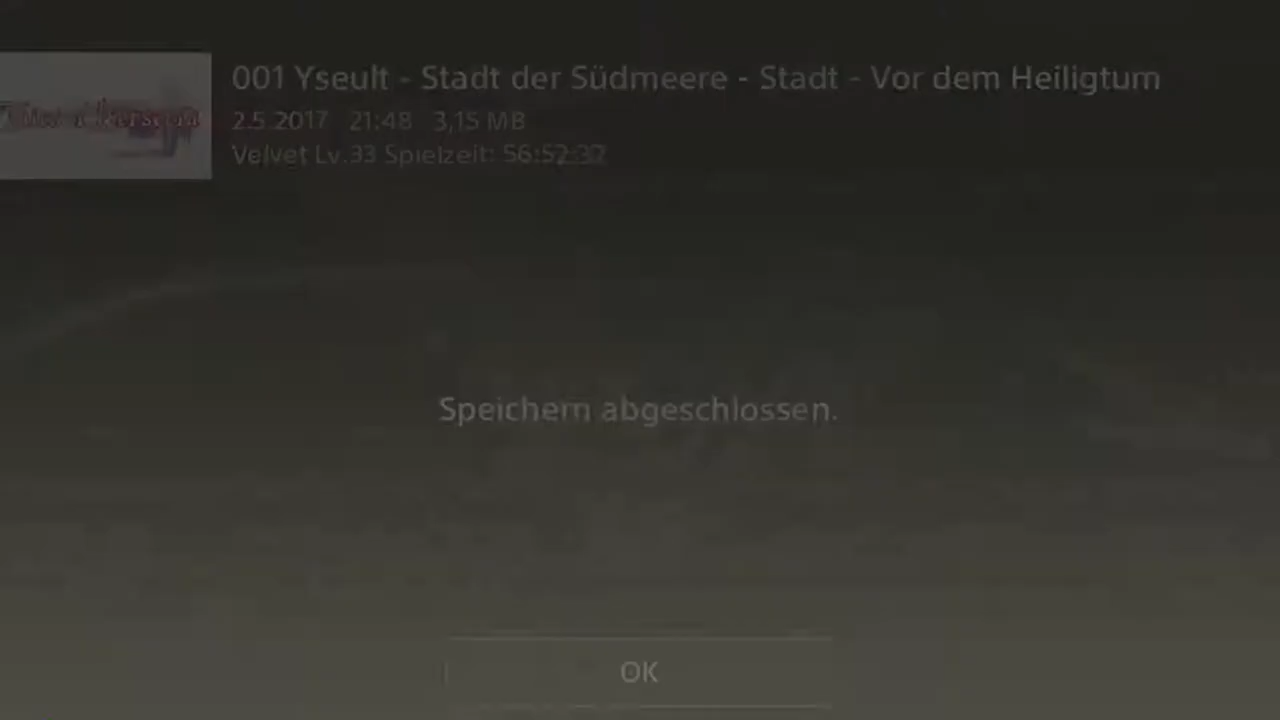 001 Yseult - Stadt der Südmeere - Stadt - Vor dem Heiligtum
2.5.2017 21:48 3,15 MB
Velvet Lv.33 Spielzeit: 56:52:37
Speichern abgeschlossen.
OK